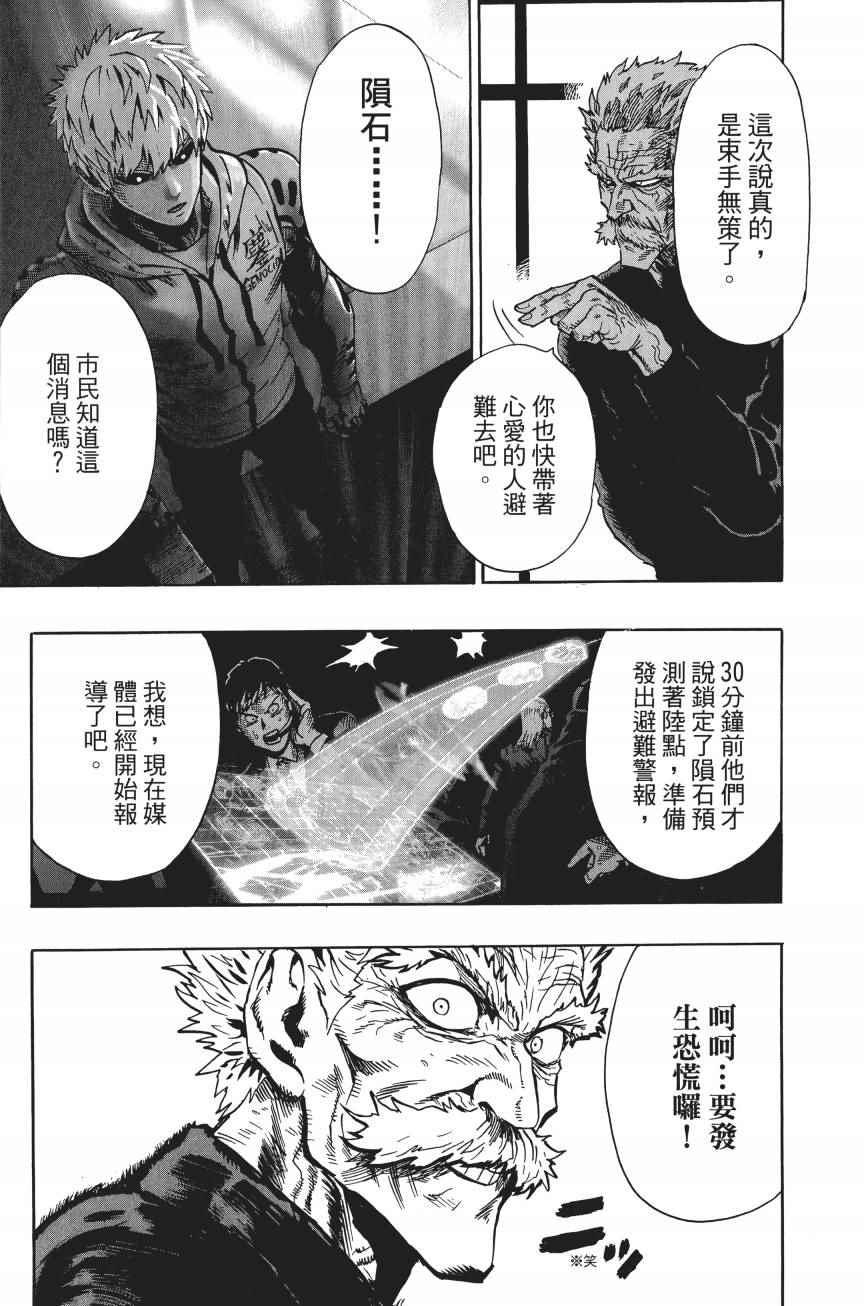 這次說真的，
是束手無策了。
你也快帶著
心愛的人避
難去吧。
隕石……！
GENOCIDE
市民知道這
個消息嗎？
30分鐘前他們才
說鎖定了隕石預
測著陸點，準備
發出避難警報，
我想，現在媒
體已經開始報
導了吧。
呵呵…要發
生恐慌囉！
※笑